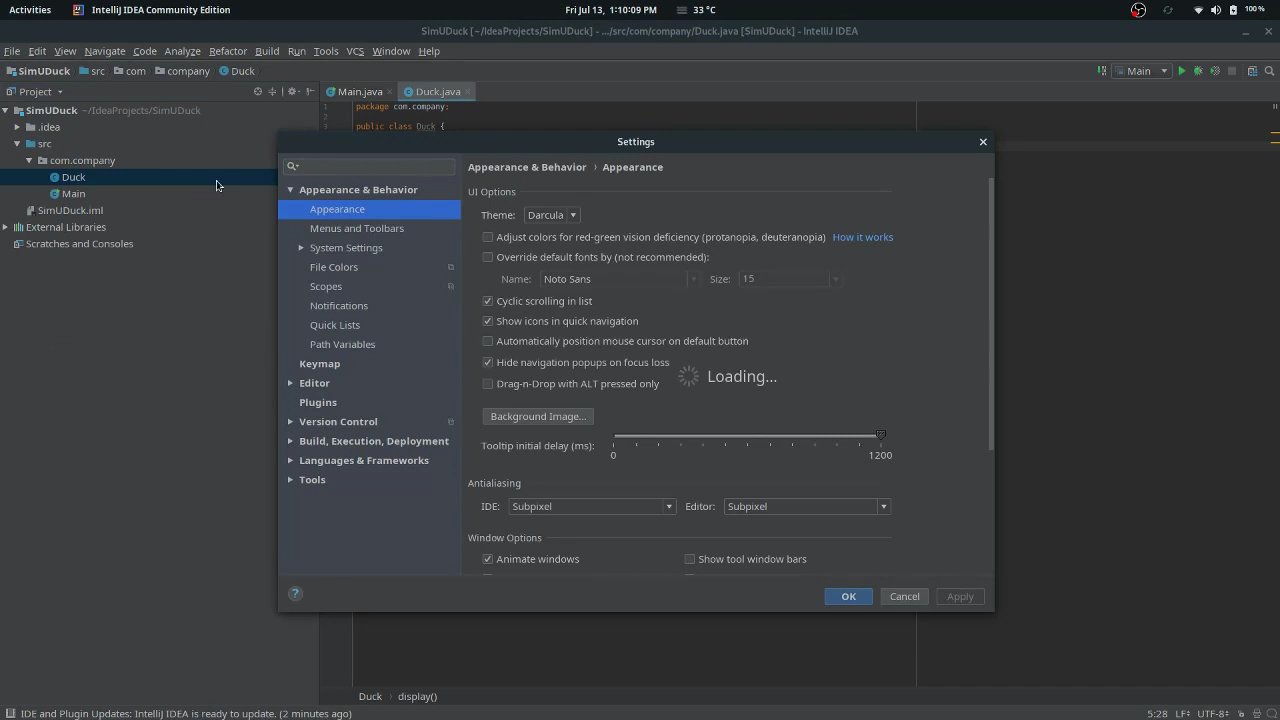 Activities
IntelliJ IDEA Community Edition
Fri Jul 13, 1:10:09 PM
33 °C
100 %
SimUDuck [~/IdeaProjects/SimUDuck] - .../src/com/company/Duck.java [SimUDuck] - IntelliJ IDEA
File Edit View Navigate Code Analyze Refactor Build Run Tools VCS Window Help
SimUDuck src com company Duck
Main
Project
Main.java
Duck.java
SimUDuck ~/IdeaProjects/SimUDuck
.idea
src
com.company
Duck
Main
SimUDuck.iml
External Libraries
Scratches and Consoles
1 package com.company;
2
3 public class Duck {
Settings
Appearance & Behavior
Appearance
Menus and Toolbars
System Settings
File Colors
Scopes
Notifications
Quick Lists
Path Variables
Keymap
Editor
Plugins
Version Control
Build, Execution, Deployment
Languages & Frameworks
Tools
Appearance & Behavior › Appearance
UI Options
Theme: Darcula
Adjust colors for red-green vision deficiency (protanopia, deuteranopia) How it works
Override default fonts by (not recommended):
Name: Noto Sans Size: 15
Cyclic scrolling in list
Show icons in quick navigation
Automatically position mouse cursor on default button
Hide navigation popups on focus loss
Loading...
Drag-n-Drop with ALT pressed only
Background Image...
Tooltip initial delay (ms):
0 1200
Antialiasing
IDE: Subpixel Editor: Subpixel
Window Options
Animate windows Show tool window bars
? OK Cancel Apply
Duck display()
IDE and Plugin Updates: IntelliJ IDEA is ready to update. (2 minutes ago)
5:28 LF÷ UTF-8÷